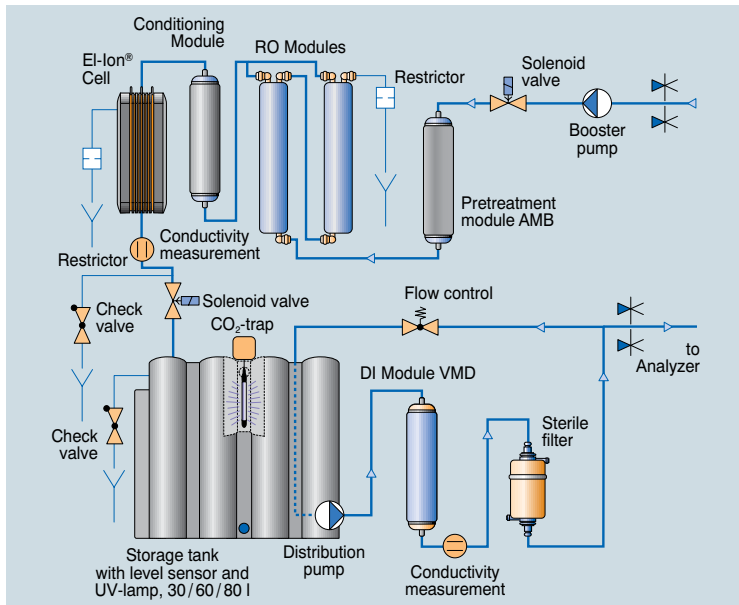 Conditioning
Module
El-Ion®
Cell
RO Modules
Restrictor
Solenoid
valve
Booster
pump
Pretreatment
module AMB
Conductivity
measurement
Restrictor
Solenoid valve
Check
valve
CO₂-trap
Flow control
to
Analyzer
DI Module VMD
Sterile
filter
Check
valve
Storage tank
with level sensor and
UV-lamp, 30/60/80 l
Distribution
pump
Conductivity
measurement